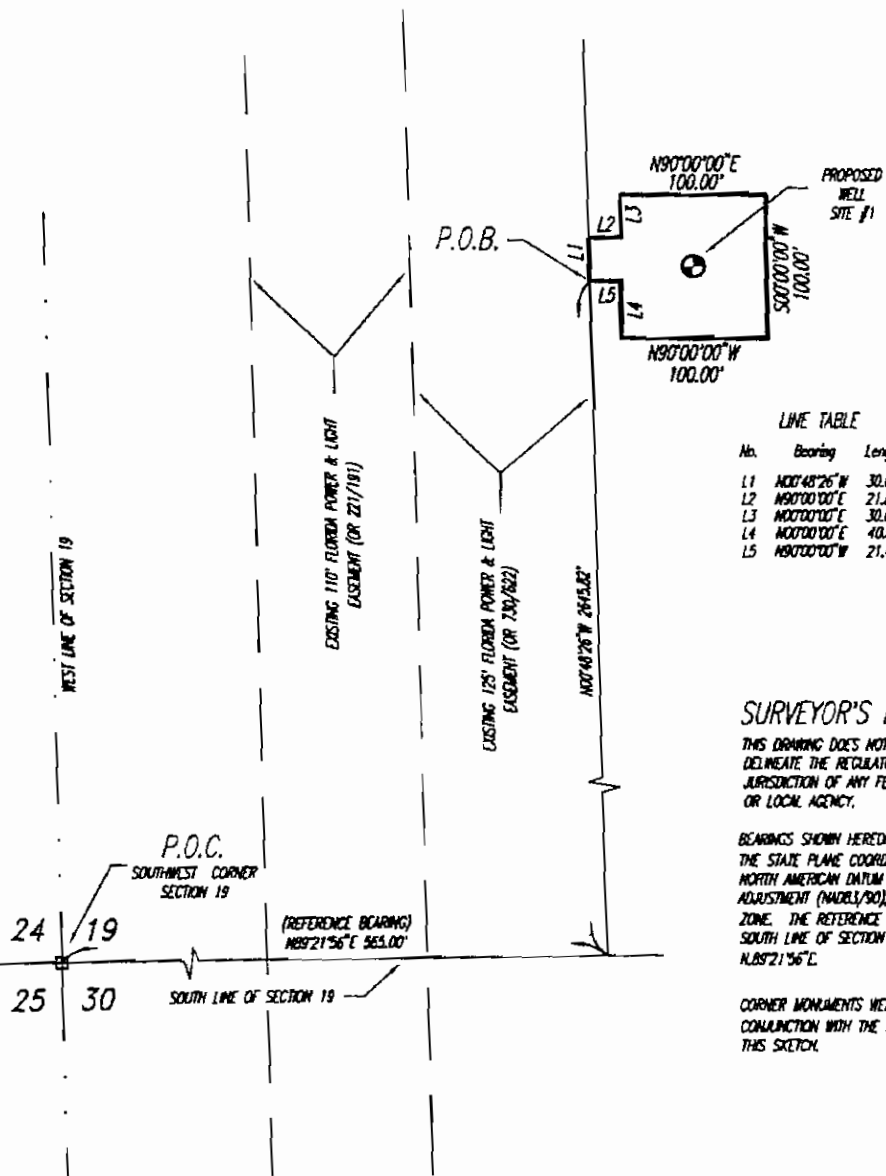 N90°00'00"E
100.00'
PROPOSED
WELL
SITE #1
P.O.B.
L1
L2
L3
L5
L4
S00°00'00"W
100.00'
N90°00'00"W
100.00'
LINE TABLE
No. Bearing
L1 N00°48'26"W
L2 N90°00'00"E
L3 N00°00'00"E
L4 N00°00'00"E
L5 N90°00'00"W
WEST LINE OF SECTION 19
EXISTING 110' FLORIDA POWER & LIGHT
EASEMENT (OR 221/191)
EXISTING 125' FLORIDA POWER & LIGHT
EASEMENT (OR 730/622)
N00°48'26"W 2645.82'
SURVEYOR'S
THIS DRAWING DOES NOT
DELINEATE THE
JURISDICTION OF ANY
OR LOCAL AGENCY.
BEARINGS SHOWN
THE STATE PLANE
NORTH AMERICAN DATUM
ADJUSTMENT (NAD83/90)
ZONE. THE REFERENCE
SOUTH LINE OF SECTION
N.89°21'56"E.
CORNER MONUMENTS
CONJUNCTION WITH THE
THIS SKETCH.
P.O.C.
SOUTHWEST CORNER
SECTION 19
24 19
(REFERENCE BEARING)
N89°21'56"E 565.00'
25 30
SOUTH LINE OF SECTION 19